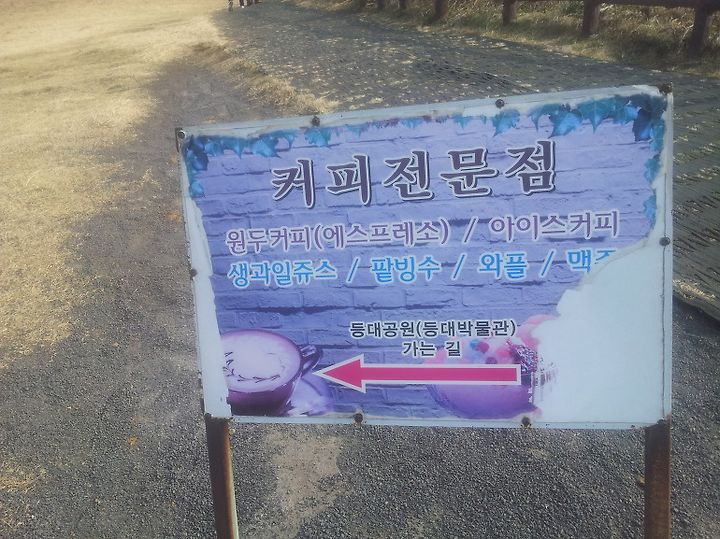 커피전문점
원두커피(에스프레소) / 아이스커피
생과일쥬스 / 팥빙수 / 와플 /
등대공원(등대박물관)
가는 길